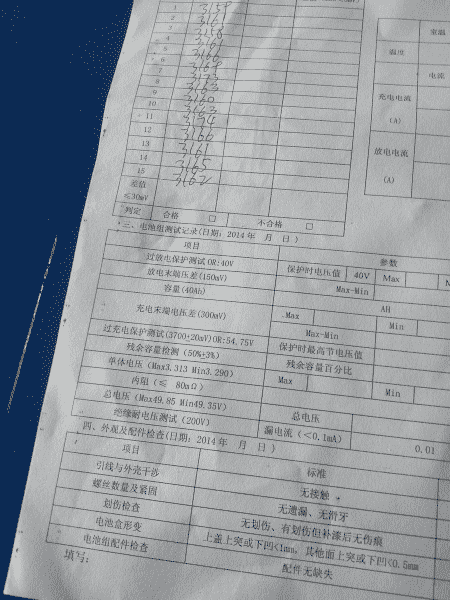 室温
1 3159
2 3161
3
温度
4
5
电流
6
7 3173
8
充电电流
9
(A)
10 3163
11 3174
12 3166
放电电流
13 3161
14 3165
(A)
15 3162
差值
≤30mV
判定 合格 □ 不合格 □
三、电池组测试记录(日期：2014 年 月 日 )
项目 参数
过放电保护测试 OR:40V 保护时电压值 40V Max
放电末端压差(150mV) Max-Min
容量(40Ah) AH
充电末端电压差(300mV) Max Min
Max-Min
过充电保护测试(3700±20mV)OR:54.75V 保护时最高节电压值
残余容量检测（50%±3%） 残余容量百分比
单体电压（Max3.313 Min3.290） Max Min
内阻（≤ 80mΩ）
总电压（Max49.85 Min49.35V） 总电压
绝缘耐电压测试（200V） 漏电流（<0.1mA） 0.01
四、外观及配件检查(日期：2014 年 月 日 )
项目 标准
引线与外壳干涉 无接触
螺丝数量及紧固 无遗漏、无滑牙
划伤检查 无划伤、有划伤但补漆后无伤痕
电池盒形变 上盖上突或下凹<1mm，其他面上突或下凹<0.5mm
电池组配件检查 配件无缺失
填写：